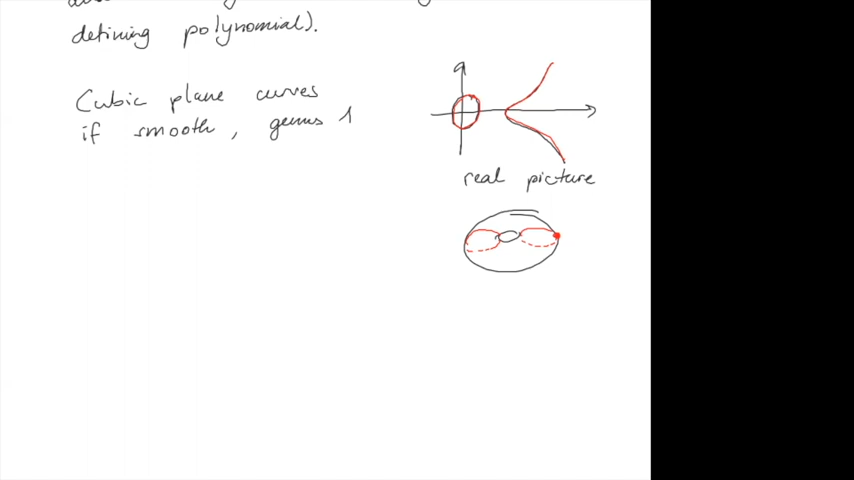 defining polynomial).
Cubic plane curves
if smooth, genus 1
real picture